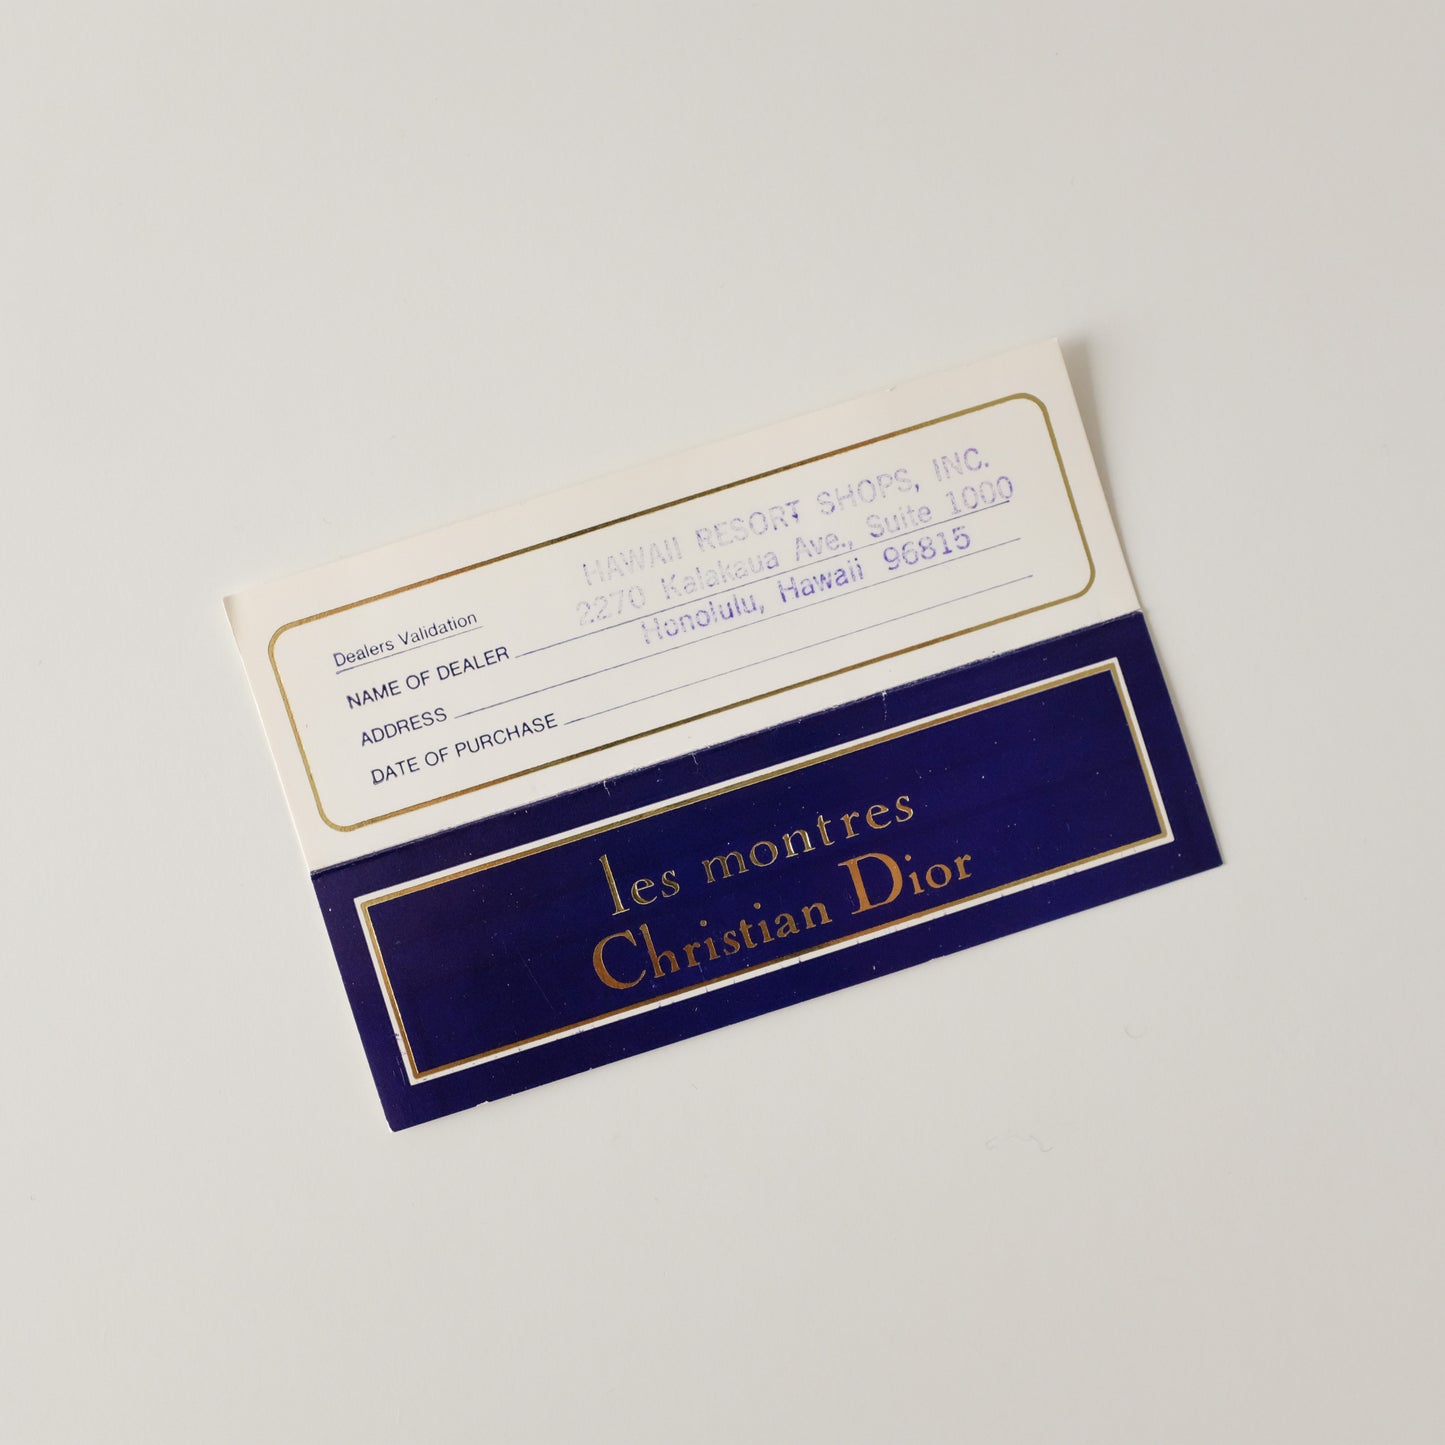 HAWAII RESORT SHOPS, INC.
2270 Kalakaua Ave., Suite 1000
Honolulu, Hawaii 96815
Dealers Validation
NAME OF DEALER
ADDRESS
DATE OF PURCHASE
les montres
Christian Dior